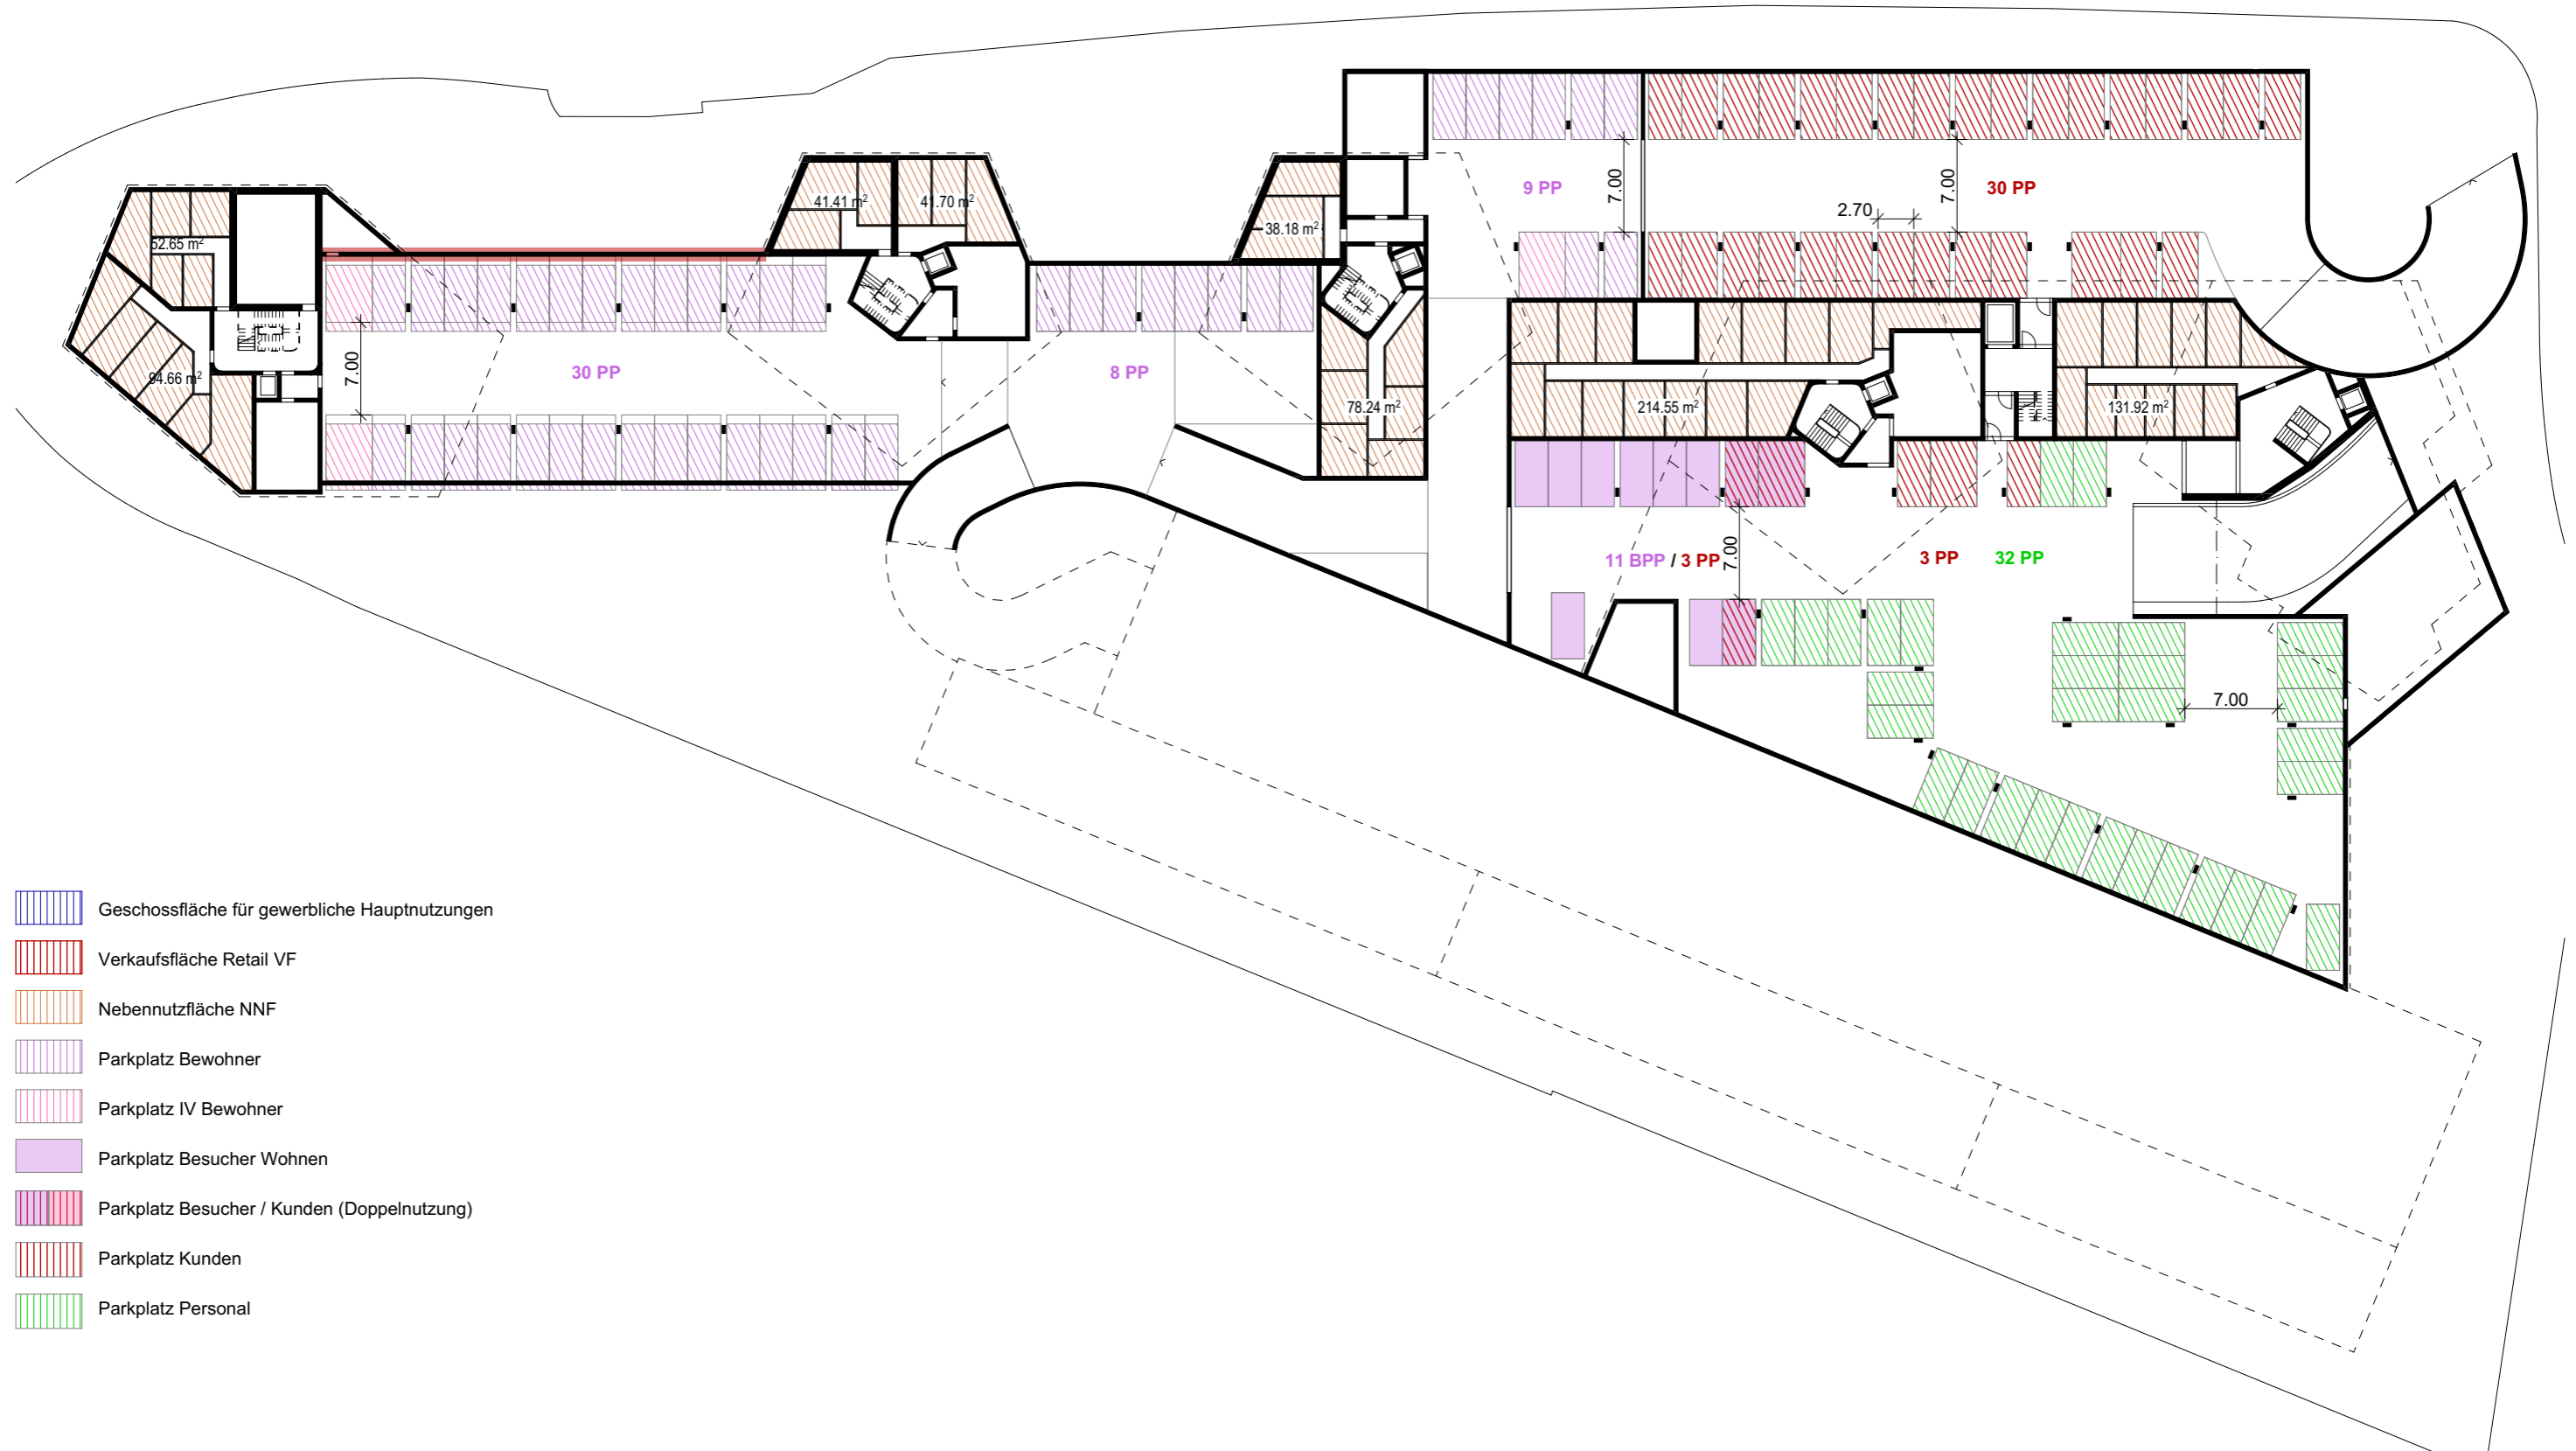 41.41 m²
41.70 m²
38.18 m²
52.65 m²
94.66 m²
7.00
30 PP
8 PP
78.24 m²
9 PP
7.00
2.70
7.00
30 PP
214.55 m²
131.92 m²
11 BPP / 3 PP
7.00
3 PP
32 PP
7.00
Geschossfläche für gewerbliche Hauptnutzungen
Verkaufsfläche Retail VF
Nebennutzfläche NNF
Parkplatz Bewohner
Parkplatz IV Bewohner
Parkplatz Besucher Wohnen
Parkplatz Besucher / Kunden (Doppelnutzung)
Parkplatz Kunden
Parkplatz Personal